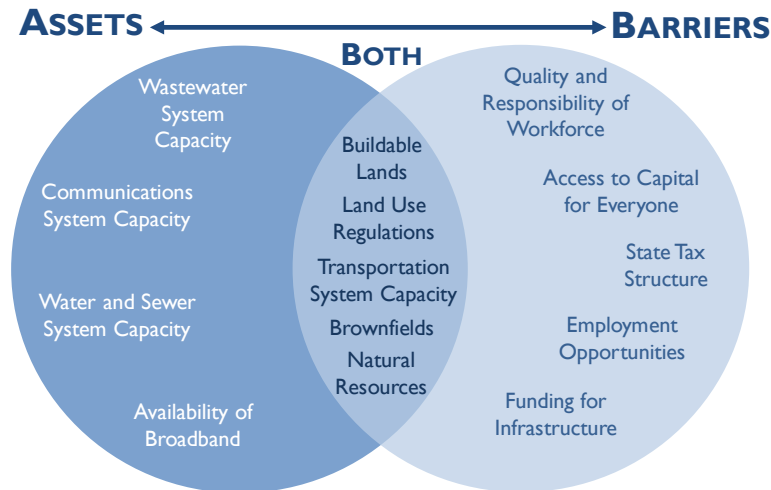 ASSETS
BARRIERS
BOTH
Wastewater
System
Capacity
Communications
System Capacity
Water and Sewer
System Capacity
Availability of
Broadband
Buildable
Lands
Land Use
Regulations
Transportation
System Capacity
Brownfields
Natural
Resources
Quality and
Responsibility of
Workforce
Access to Capital
for Everyone
State Tax
Structure
Employment
Opportunities
Funding for
Infrastructure